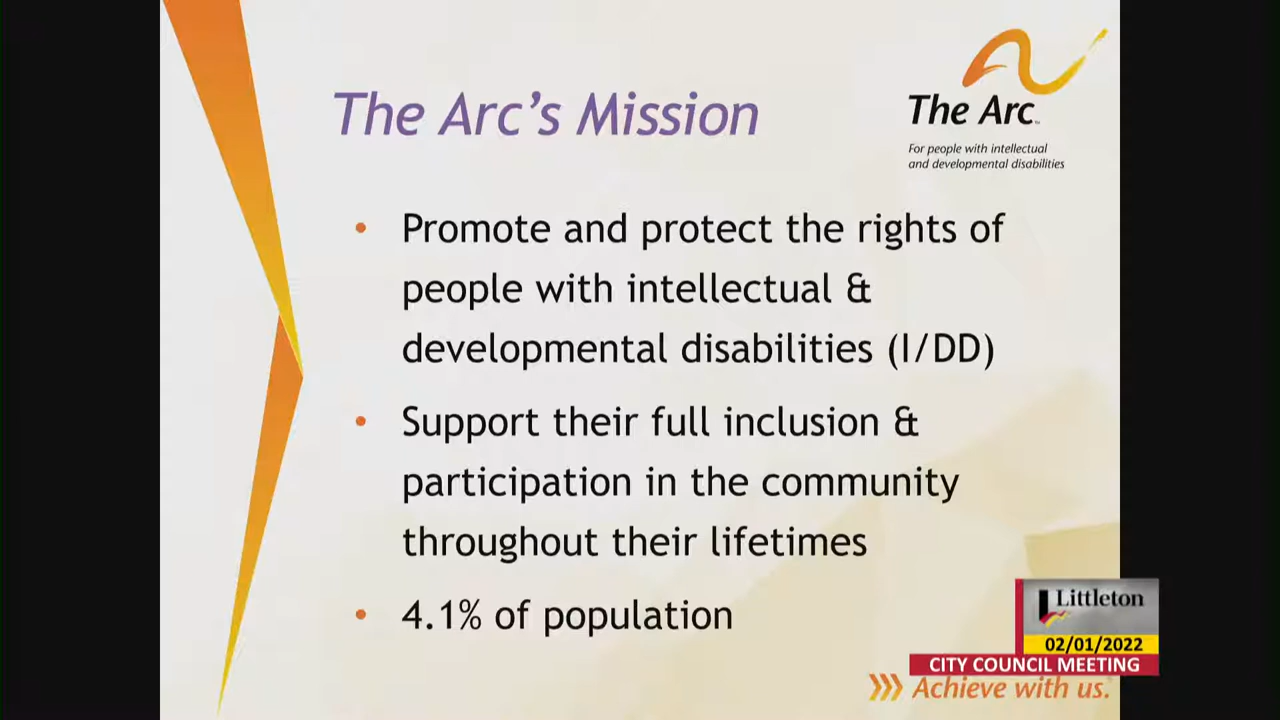 The Arc's Mission
The Arc™
For people with intellectual
and developmental disabilities
• Promote and protect the rights of
people with intellectual &
developmental disabilities (I/DD)
• Support their full inclusion &
participation in the community
throughout their lifetimes
• 4.1% of population
Littleton
02/01/2022
CITY COUNCIL MEETING
Achieve with us.